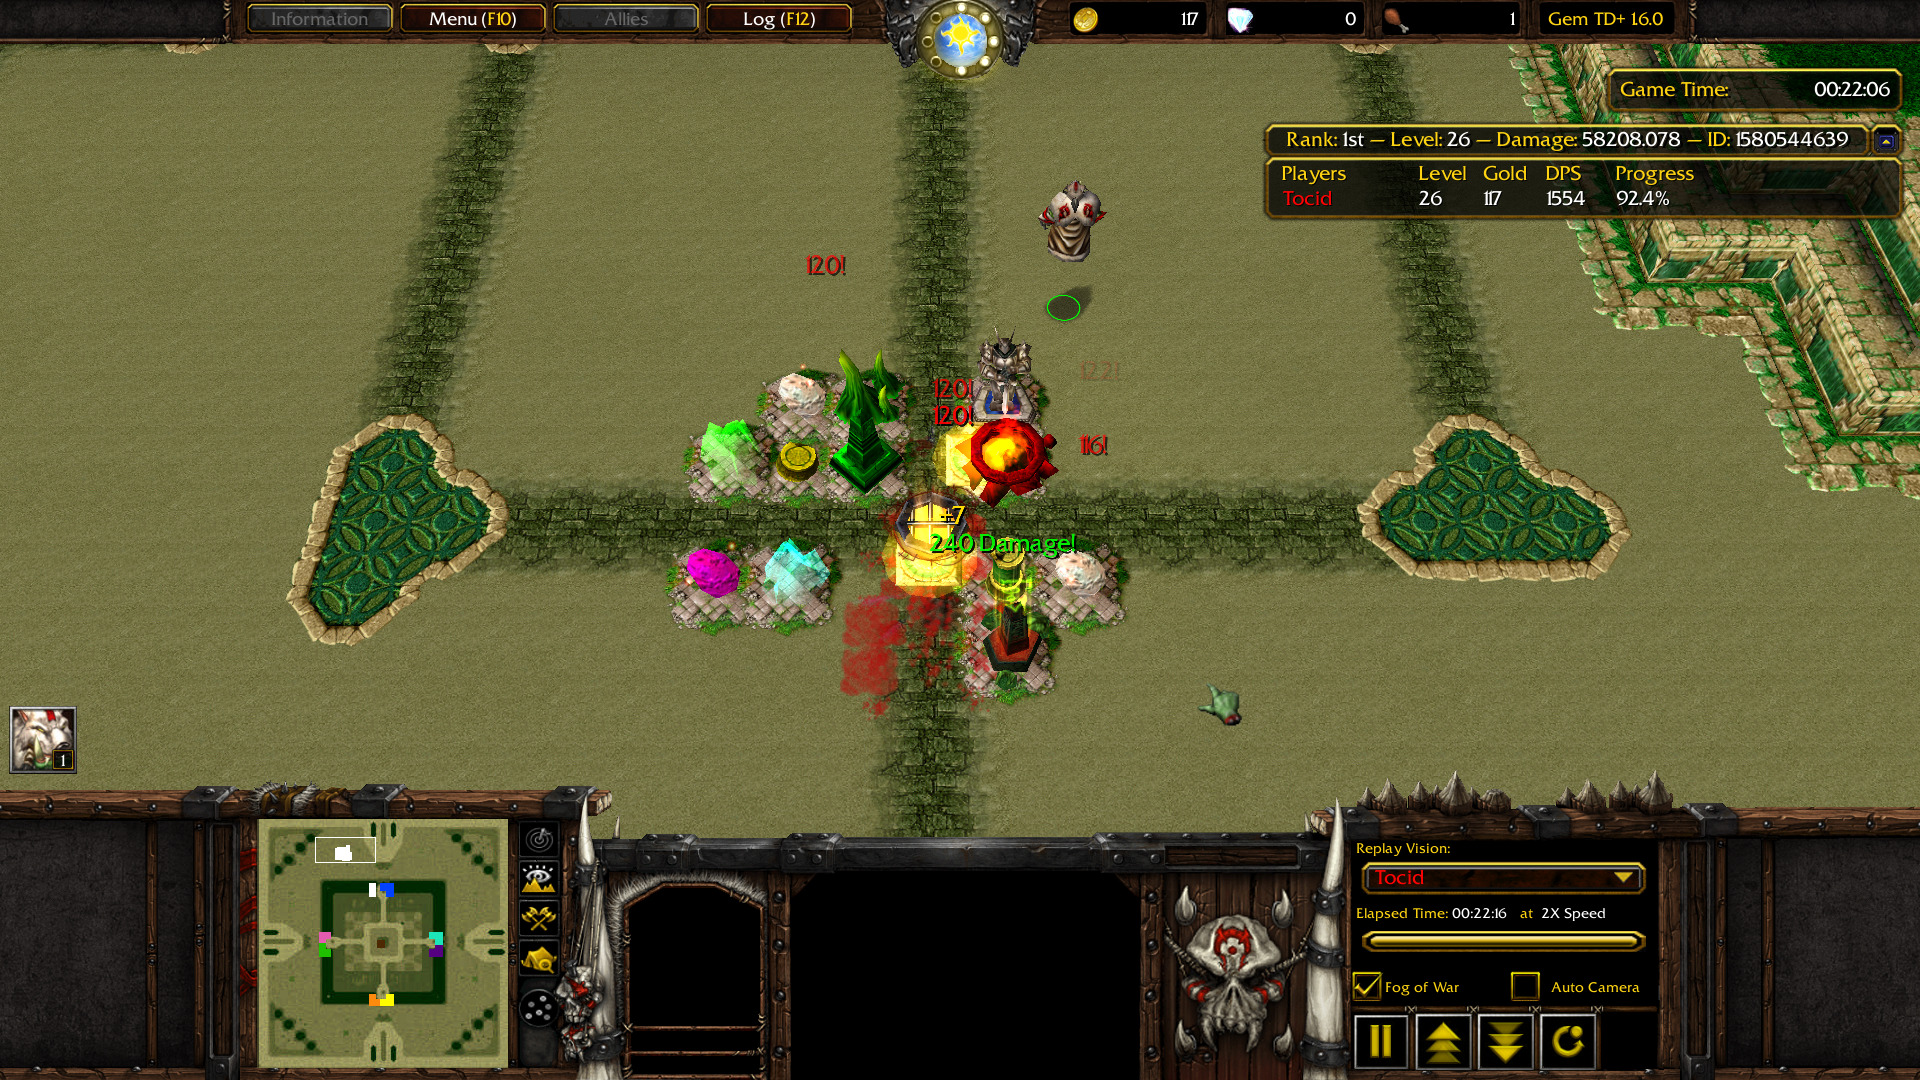 Information
Menu (F10)
Allies
Log (F12)
117
0
1
Gem TD+ 16.0
Game Time: 00:22:06
Rank: 1st — Level: 26 — Damage: 58208.078 — ID: 1580544639
Players Level Gold DPS Progress
Tocid 26 117 1554 92.4%
120!
122!
120!
120!
116!
+7
240 Damage!
1
Replay Vision:
Tocid
Elapsed Time: 00:22:16 at 2X Speed
Fog of War
Auto Camera